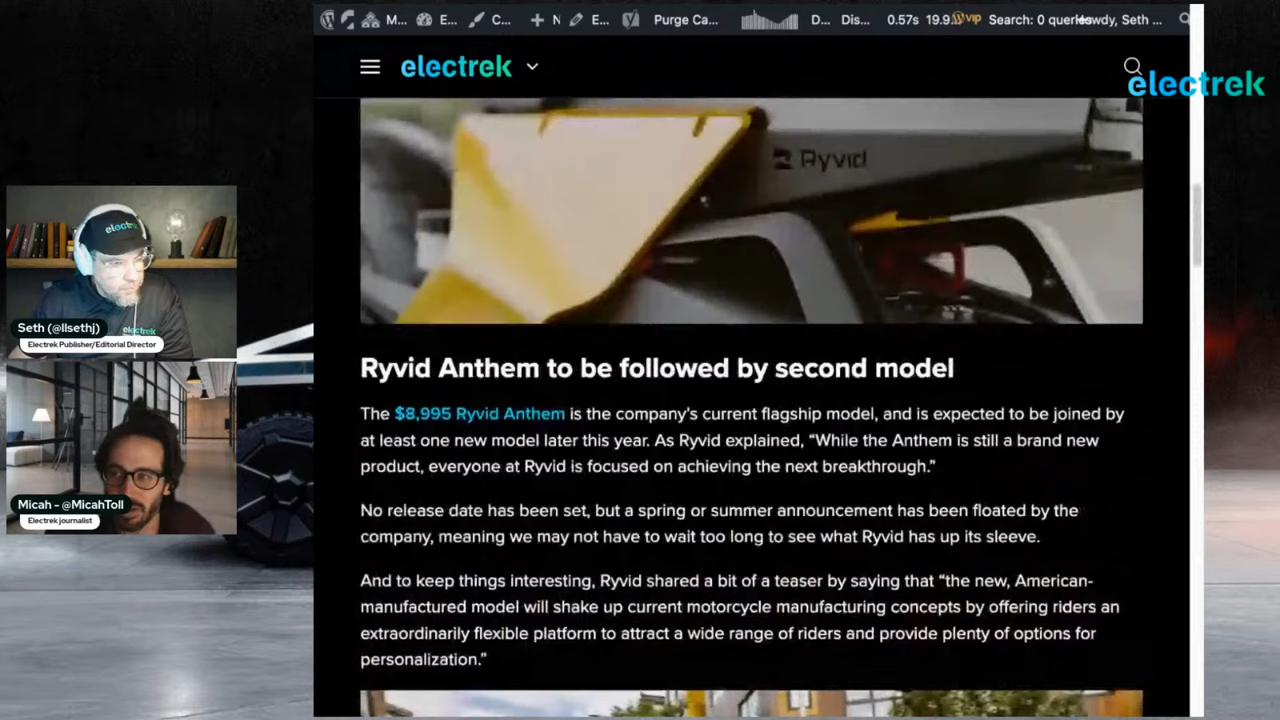 M...
E...
C...
N
E...
Purge Ca...
D...
Dis...
0.57s
19.9...
VIP
Search: 0 queries
Howdy, Seth ...
electrek
electrek
Ryvid
electrek
Seth (@llsethj)
electrek
Electrek Publisher/Editorial Director
Micah - @MicahToll
Electrek journalist
Ryvid Anthem to be followed by second model
The $8,995 Ryvid Anthem is the company's current flagship model, and is expected to be joined by
at least one new model later this year. As Ryvid explained, “While the Anthem is still a brand new
product, everyone at Ryvid is focused on achieving the next breakthrough.”
No release date has been set, but a spring or summer announcement has been floated by the
company, meaning we may not have to wait too long to see what Ryvid has up its sleeve.
And to keep things interesting, Ryvid shared a bit of a teaser by saying that “the new, American-
manufactured model will shake up current motorcycle manufacturing concepts by offering riders an
extraordinarily flexible platform to attract a wide range of riders and provide plenty of options for
personalization.”